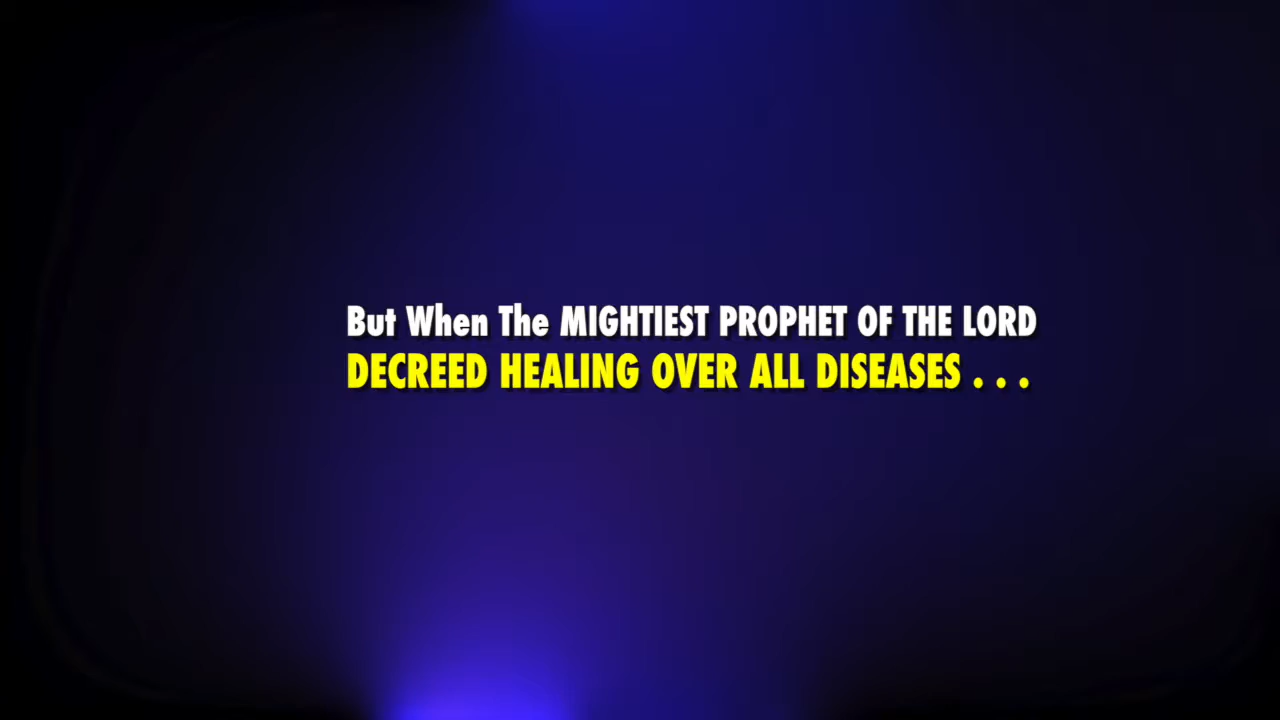 But When The MIGHTIEST PROPHET OF THE LORD
DECREED HEALING OVER ALL DISEASES . . .